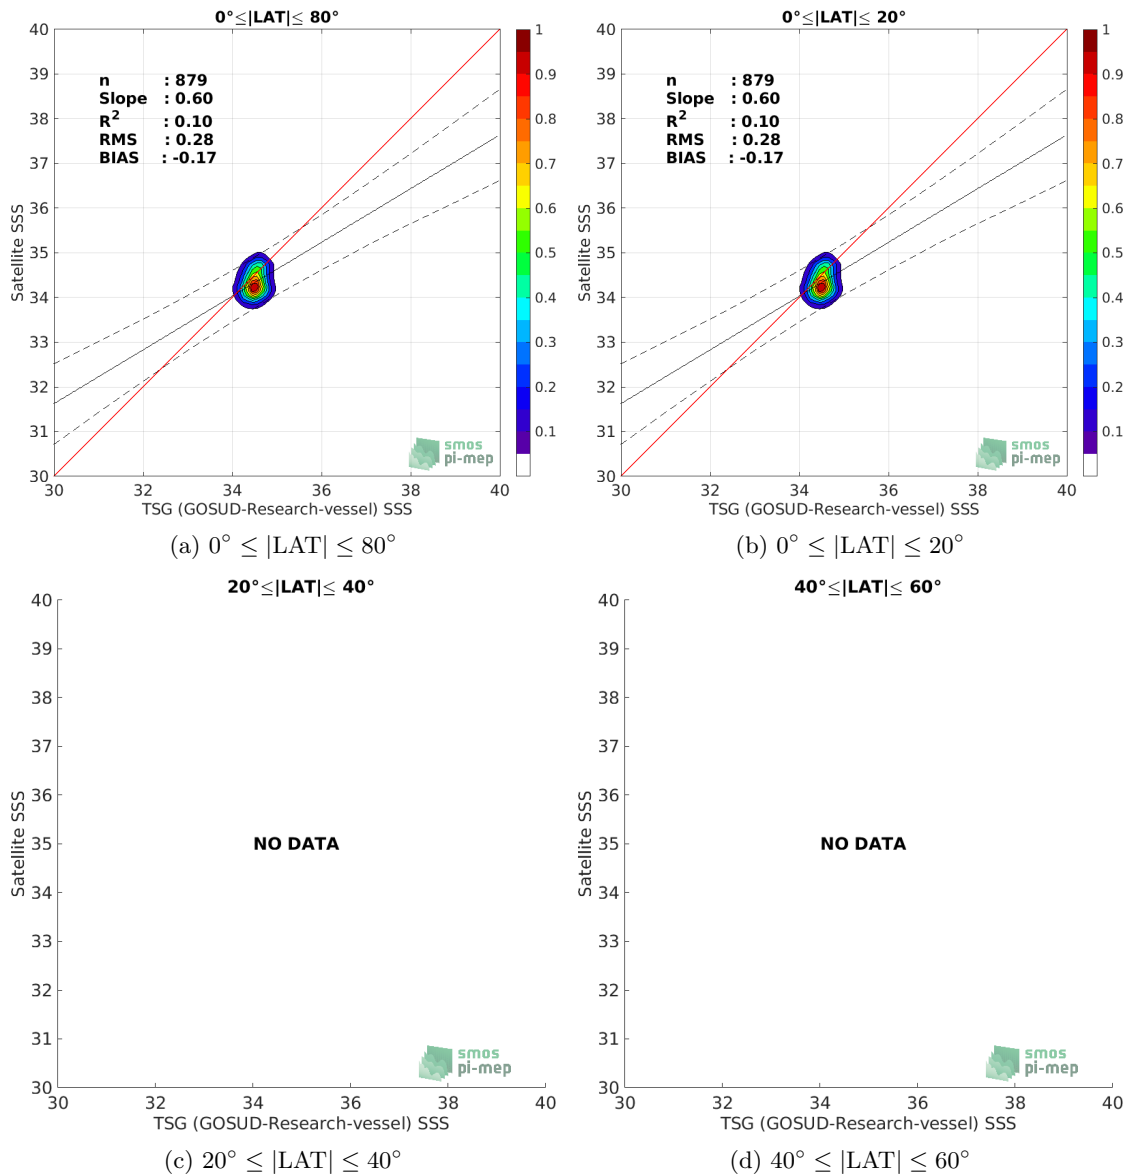 0°≤|LAT|≤ 80°
40
39
38
37
36
35
34
33
32
31
30
Satellite SSS
n : 879
Slope : 0.60
R² : 0.10
RMS : 0.28
BIAS : -0.17
smos
pi-mep
30 32 34 36 38 40
TSG (GOSUD-Research-vessel) SSS
1
0.9
0.8
0.7
0.6
0.5
0.4
0.3
0.2
0.1
(a) 0° ≤ |LAT| ≤ 80°
0°≤|LAT|≤ 20°
40
39
38
37
36
35
34
33
32
31
30
Satellite SSS
n : 879
Slope : 0.60
R² : 0.10
RMS : 0.28
BIAS : -0.17
smos
pi-mep
30 32 34 36 38 40
TSG (GOSUD-Research-vessel) SSS
1
0.9
0.8
0.7
0.6
0.5
0.4
0.3
0.2
0.1
(b) 0° ≤ |LAT| ≤ 20°
20°≤|LAT|≤ 40°
40
39
38
37
36
35
34
33
32
31
30
Satellite SSS
NO DATA
smos
pi-mep
30 32 34 36 38 40
TSG (GOSUD-Research-vessel) SSS
(c) 20° ≤ |LAT| ≤ 40°
40°≤|LAT|≤ 60°
40
39
38
37
36
35
34
33
32
31
30
Satellite SSS
NO DATA
smos
pi-mep
30 32 34 36 38 40
TSG (GOSUD-Research-vessel) SSS
(d) 40° ≤ |LAT| ≤ 60°